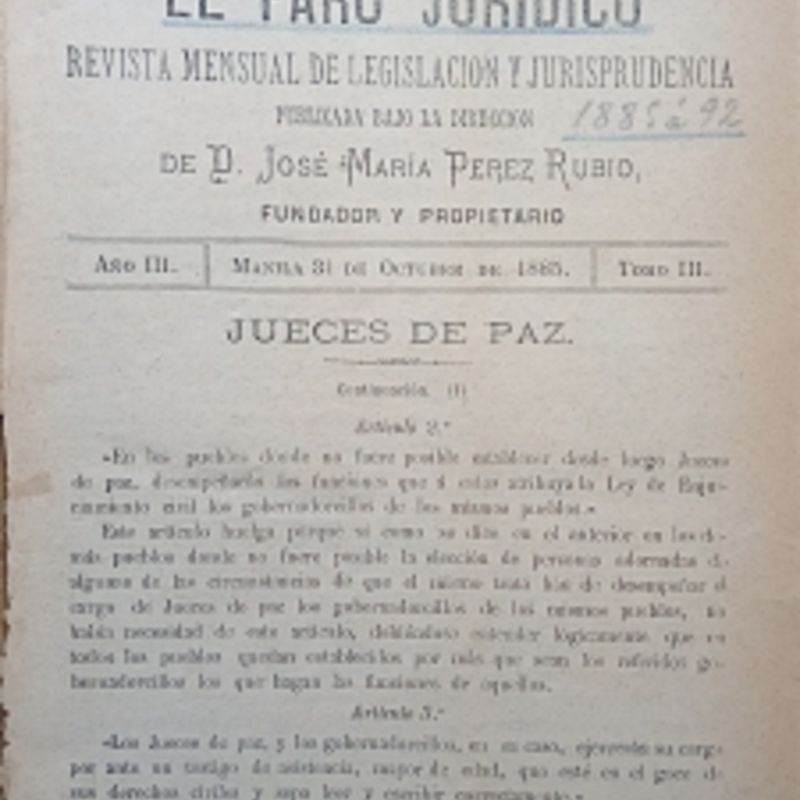 EL FARO JURÍDICO
REVISTA MENSUAL DE LEGISLACION Y JURISPRUDENCIA
PUBLICADA BAJO LA DIRECCION
1885 á 92
DE D. JOSÉ MARÍA PEREZ RUBIO,
FUNDADOR Y PROPIETARIO
AÑO III. MANILA 31 DE OCTUBRE DE 1885. TOMO III.
JUECES DE PAZ.
Continuación. (1)
Artículo 2.º
«En los pueblos donde no fuere posible establecer desde luego Jueces
de paz, desempeñarán las funciones que á estos atribuya la Ley de Enjui-
ciamiento civil los gobernadorcillos de los mismos pueblos.»
Este artículo huelga porque si como se dice en el anterior en los de-
más pueblos donde no fuere posible la elección de personas adornadas de
algunas de las circunstancias de que el mismo trata han de desempeñar el
cargo de Jueces de paz los gobernadorcillos de los mismos pueblos, no
había necesidad de este artículo, debiéndose entender lógicamente que en
todos los pueblos quedan establecidos por más que sean los referidos go-
bernadorcillos los que hagan las funciones de aquellos.
Artículo 3.º
«Los Jueces de paz, y los gobernadorcillos, en su caso, ejercerán su cargo
por ante un testigo de asistencia, mayor de edad, que esté en el goce de
sus derechos civiles y sepa leer y escribir correctamente.»